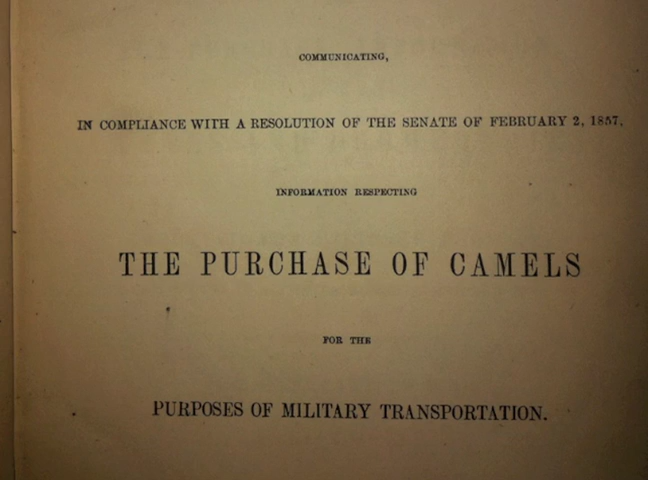 COMMUNICATING,
IN COMPLIANCE WITH A RESOLUTION OF THE SENATE OF FEBRUARY 2, 1857,
INFORMATION RESPECTING
THE PURCHASE OF CAMELS
FOR THE
PURPOSES OF MILITARY TRANSPORTATION.